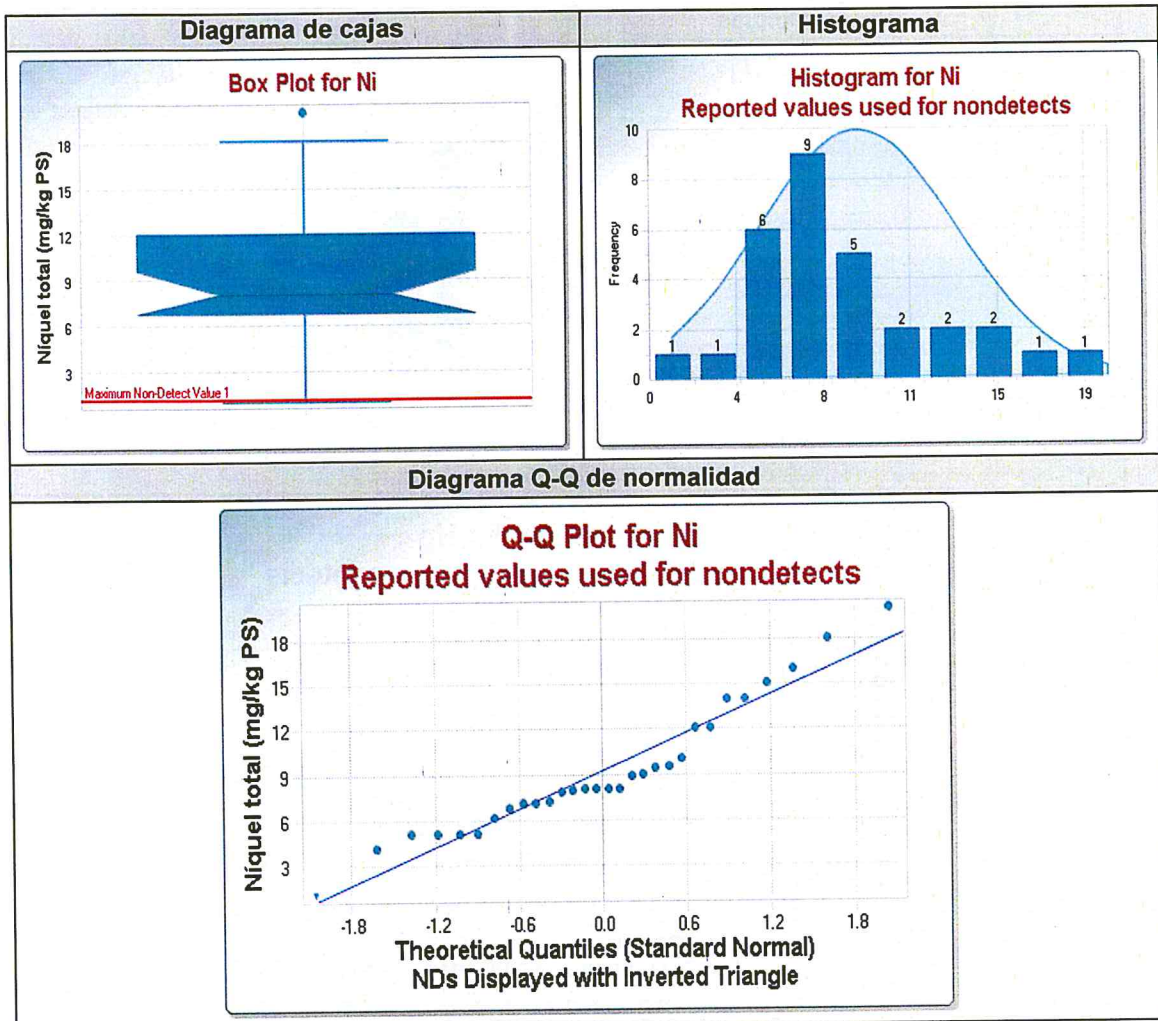 Diagrama de cajas
Histograma
Box Plot for Ni
Níquel total (mg/kg PS)
18
15
12
9
6
3
Maximum Non-Detect Value 1
Histogram for Ni
Reported values used for nondetects
Frequency
10
8
6
4
2
0
1
1
6
9
5
2
2
2
1
1
0
4
8
11
15
19
Diagrama Q-Q de normalidad
Q-Q Plot for Ni
Reported values used for nondetects
Níquel total (mg/kg PS)
18
15
12
9
6
3
-1.8
-1.2
-0.6
0.0
0.6
1.2
1.8
Theoretical Quantiles (Standard Normal)
NDs Displayed with Inverted Triangle